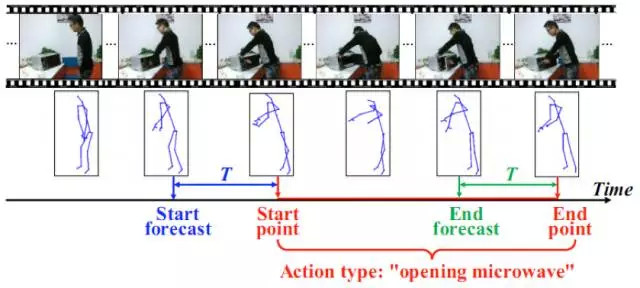 ... ... ... ... ... ... ...
T
T
Time
Start forecast
Start point
End forecast
End point
Action type: "opening microwave"